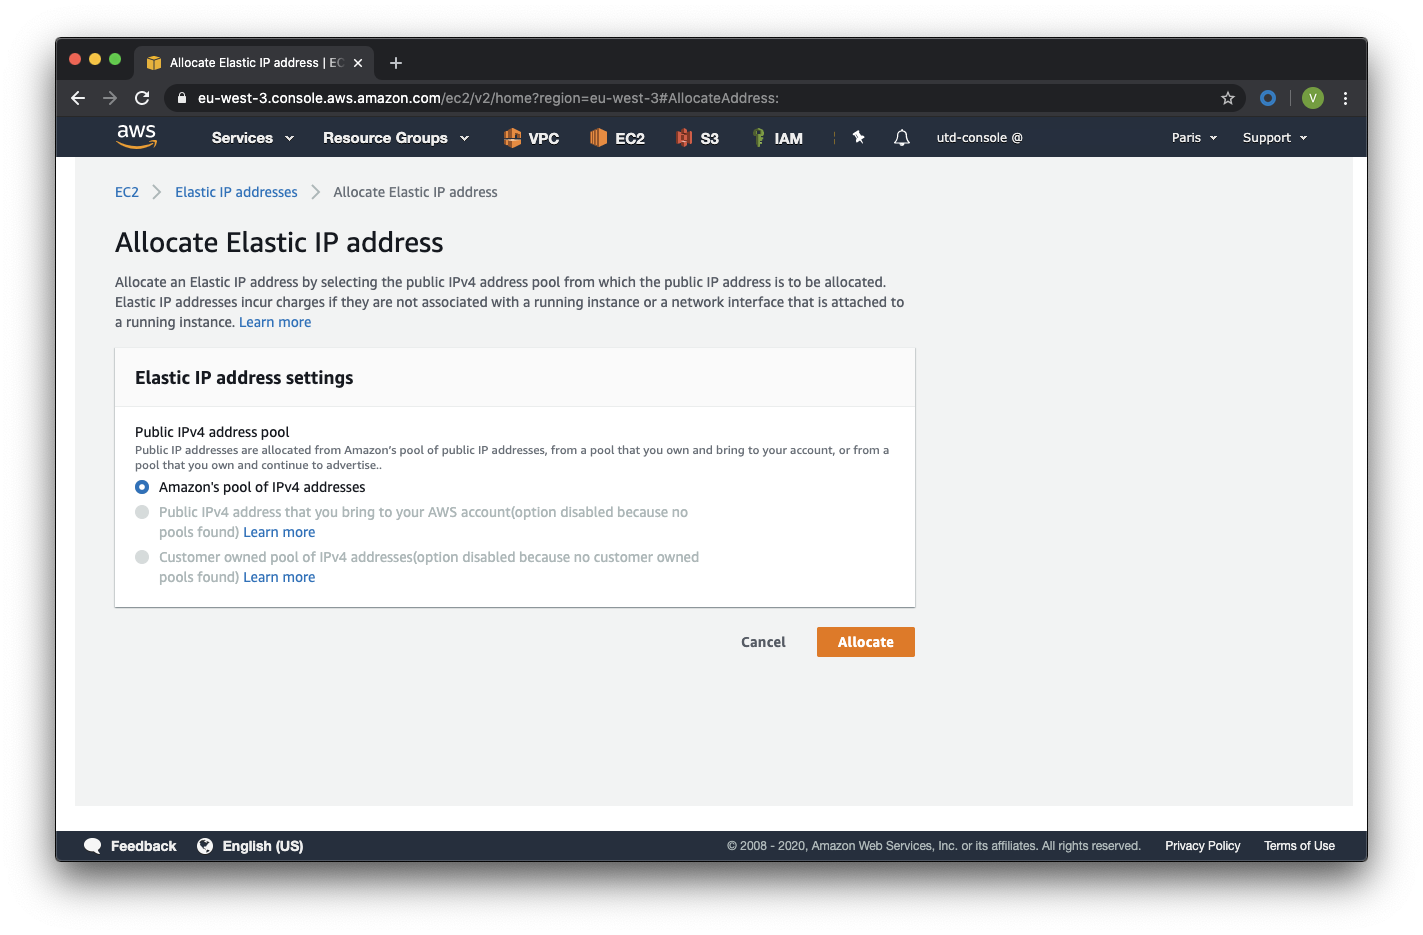 Allocate Elastic IP address | EC
eu-west-3.console.aws.amazon.com/ec2/v2/home?region=eu-west-3#AllocateAddress:
V
aws
Services
Resource Groups
VPC
EC2
S3
IAM
utd-console @
Paris
Support
EC2
Elastic IP addresses
Allocate Elastic IP address
Allocate Elastic IP address
Allocate an Elastic IP address by selecting the public IPv4 address pool from which the public IP address is to be allocated.
Elastic IP addresses incur charges if they are not associated with a running instance or a network interface that is attached to
a running instance. Learn more
Elastic IP address settings
Public IPv4 address pool
Public IP addresses are allocated from Amazon's pool of public IP addresses, from a pool that you own and bring to your account, or from a
pool that you own and continue to advertise..
Amazon's pool of IPv4 addresses
Public IPv4 address that you bring to your AWS account(option disabled because no
pools found) Learn more
Customer owned pool of IPv4 addresses(option disabled because no customer owned
pools found) Learn more
Cancel
Allocate
Feedback
English (US)
© 2008 - 2020, Amazon Web Services, Inc. or its affiliates. All rights reserved.
Privacy Policy
Terms of Use